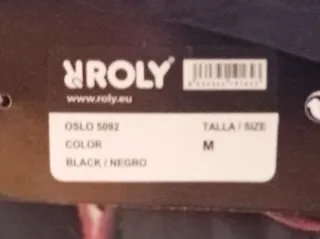 ROLY
www.roly.eu
OSLO 5092 TALLA / SIZE
COLOR M
BLACK / NEGRO